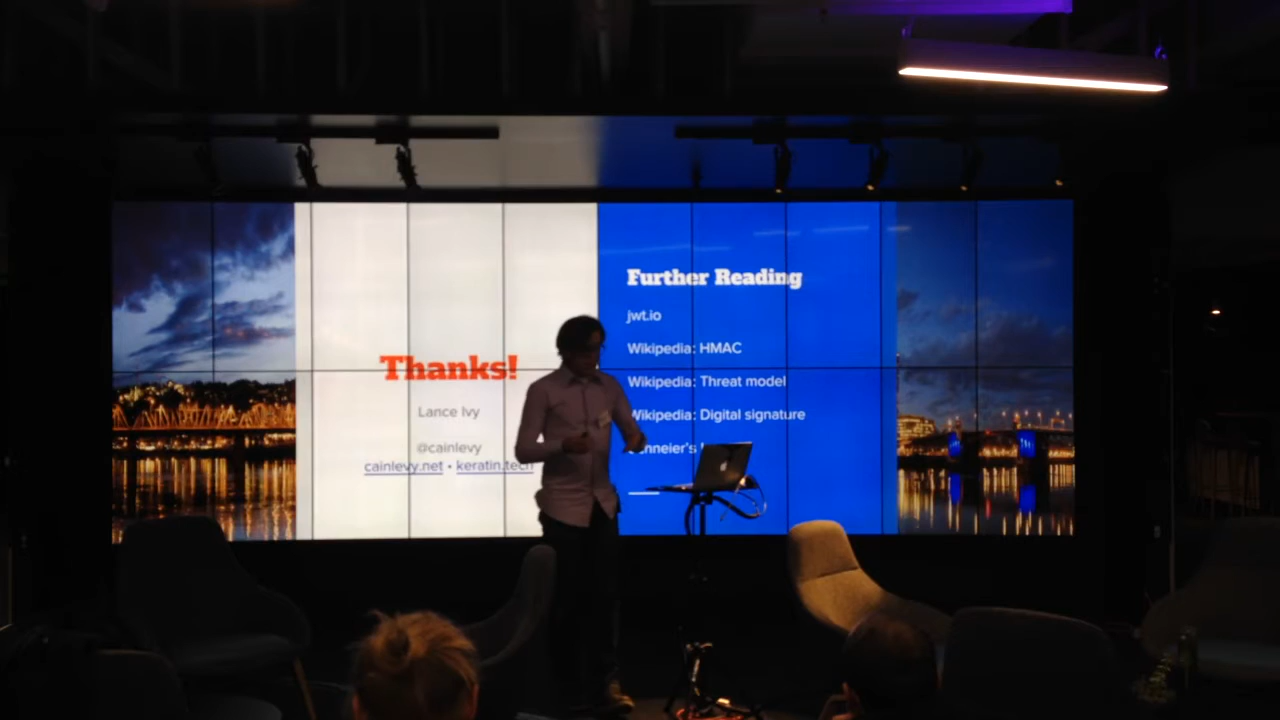 Thanks!
Lance Ivy
@cainlevy
cainlevy.net • keratin.tech
Further Reading
jwt.io
Wikipedia: HMAC
Wikipedia: Threat model
Wikipedia: Digital signature